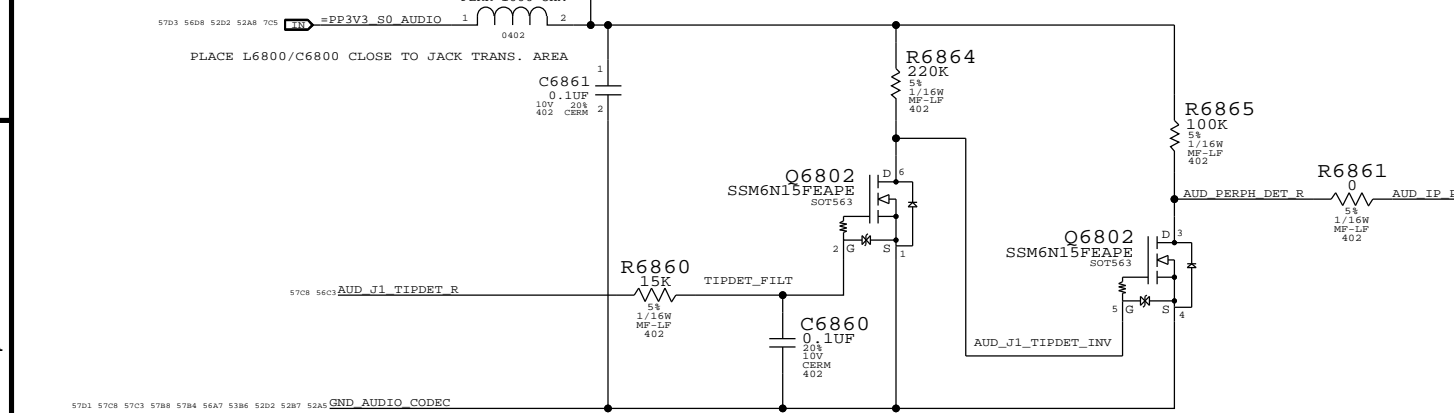 57D3 56D8 52D2 52A8 7C5 IN =PP3V3_S0_AUDIO 1 2
0402
PLACE L6800/C6800 CLOSE TO JACK TRANS. AREA
1
C6861
0.1UF
10V 20%
402 CERM
2
R6864
220K
5%
1/16W
MF-LF
402
R6865
100K
5%
1/16W
MF-LF
402
Q6802
SSM6N15FEAPE
SOT563
D 6
2 G S 1
R6861
0
5%
1/16W
MF-LF
402
AUD_PERPH_DET_R
Q6802
SSM6N15FEAPE
SOT563
D 3
5 G S 4
57C8 56C3 AUD_J1_TIPDET_R
R6860
15K
5%
1/16W
MF-LF
402
TIPDET_FILT
C6860
0.1UF
20%
10V
CERM
402
AUD_J1_TIPDET_INV
57D1 57C8 57C3 57B8 57B4 56A7 53B6 52D2 52B7 52A5 GND_AUDIO_CODEC